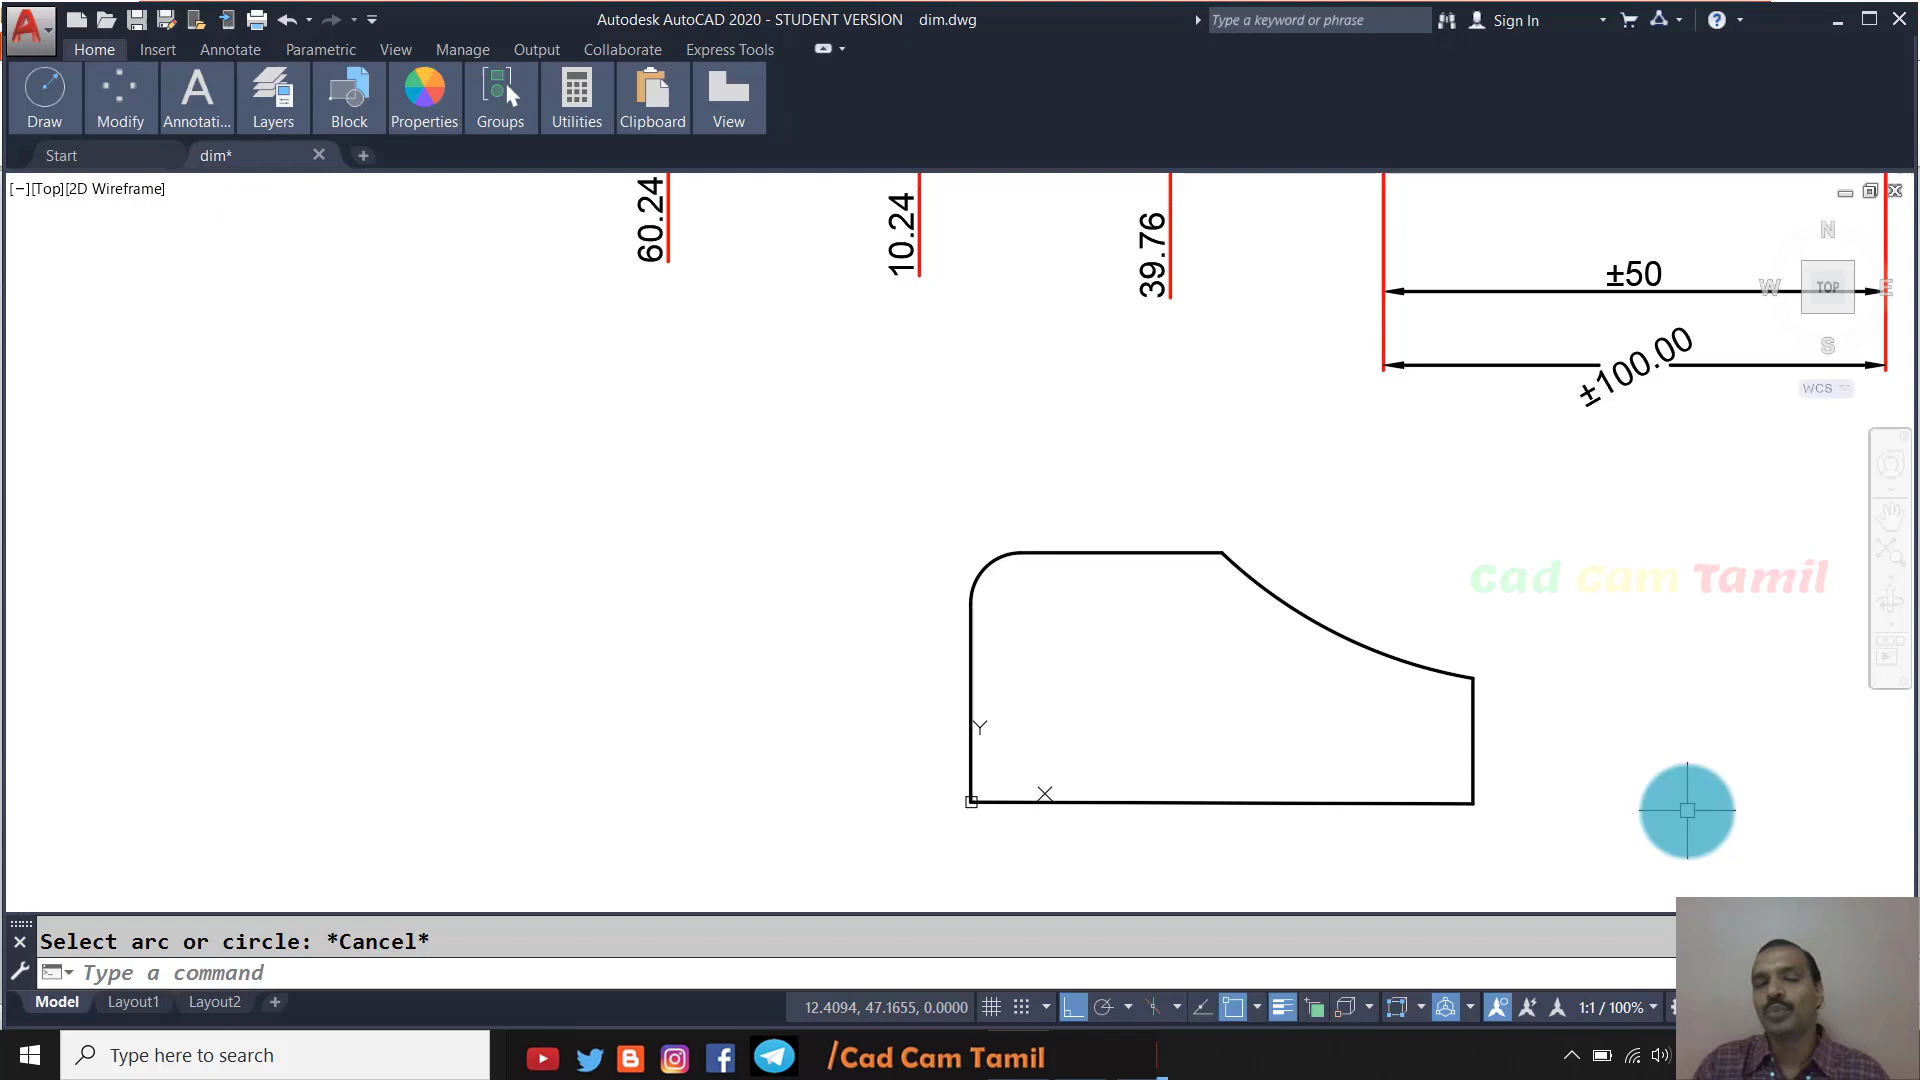 Autodesk AutoCAD 2020 - STUDENT VERSION dim.dwg
Type a keyword or phrase
Sign In
Home Insert Annotate Parametric View Manage Output Collaborate Express Tools
Draw Modify Annotati... Layers Block Properties Groups Utilities Clipboard View
Start dim*
[−][Top][2D Wireframe]
60.24
10.24
39.76
±50
±100.00
N
W TOP E
S
WCS
Cad Cam Tamil
Y
X
Select arc or circle: *Cancel*
Type a command
Model Layout1 Layout2
12.4094, 47.1655, 0.0000
1:1 / 100%
Type here to search
/Cad Cam Tamil